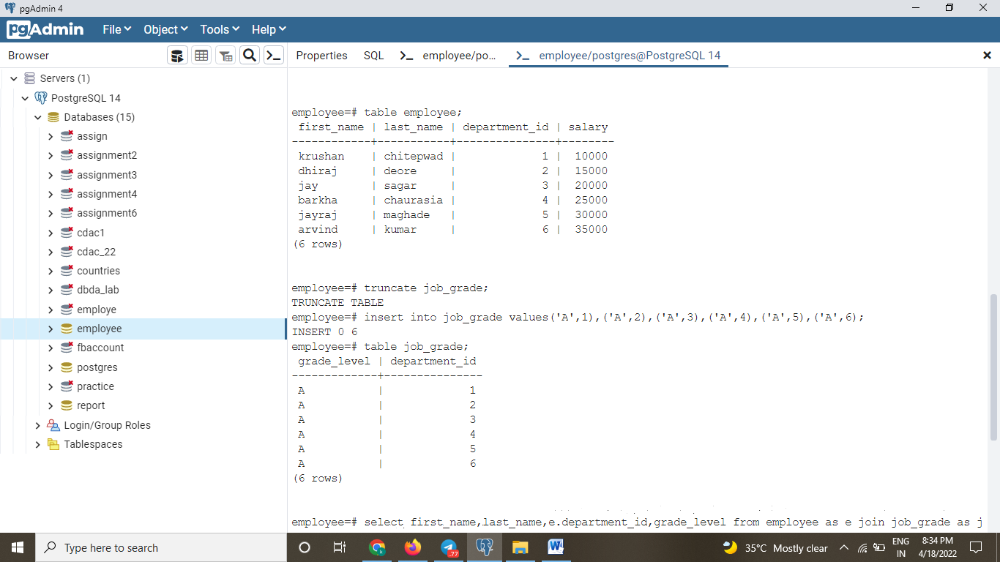 pgAdmin 4
pgAdmin File Object Tools Help
Browser
Properties SQL employee/po... employee/postgres@PostgreSQL 14
Servers (1)
PostgreSQL 14
Databases (15)
assign
assignment2
assignment3
assignment4
assignment6
cdac1
cdac_22
countries
dbda_lab
employe
employee
fbaccount
postgres
practice
report
Login/Group Roles
Tablespaces
employee=# table employee;
first_name | last_name | department_id | salary
------------+-----------+---------------+--------
krushan | chitepwad | 1 | 10000
dhiraj | deore | 2 | 15000
jay | sagar | 3 | 20000
barkha | chaurasia | 4 | 25000
jayraj | maghade | 5 | 30000
arvind | kumar | 6 | 35000
(6 rows)
employee=# truncate job_grade;
TRUNCATE TABLE
employee=# insert into job_grade values('A',1),('A',2),('A',3),('A',4),('A',5),('A',6);
INSERT 0 6
employee=# table job_grade;
grade_level | department_id
-------------+---------------
A | 1
A | 2
A | 3
A | 4
A | 5
A | 6
(6 rows)
employee=# select first_name,last_name,e.department_id,grade_level from employee as e join job_grade as j
Type here to search
.77
35°C Mostly clear
ENG
IN
8:34 PM
4/18/2022